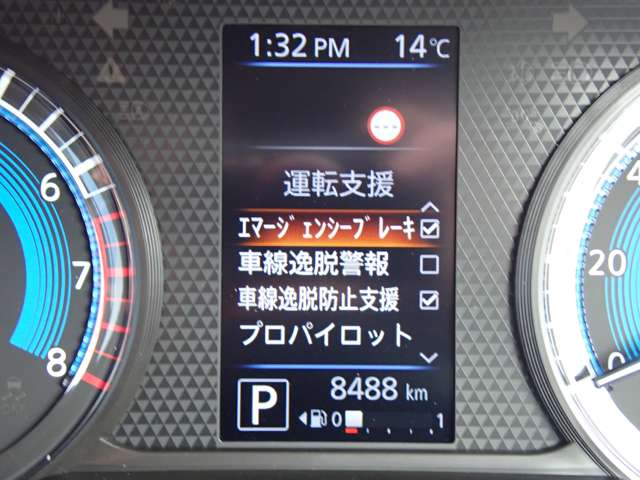 1:32 PM 14℃
運転支援
エマージェンシーブレーキ
車線逸脱警報
車線逸脱防止支援
プロパイロット
8488 km
P
0 1
6
7
8
20
0